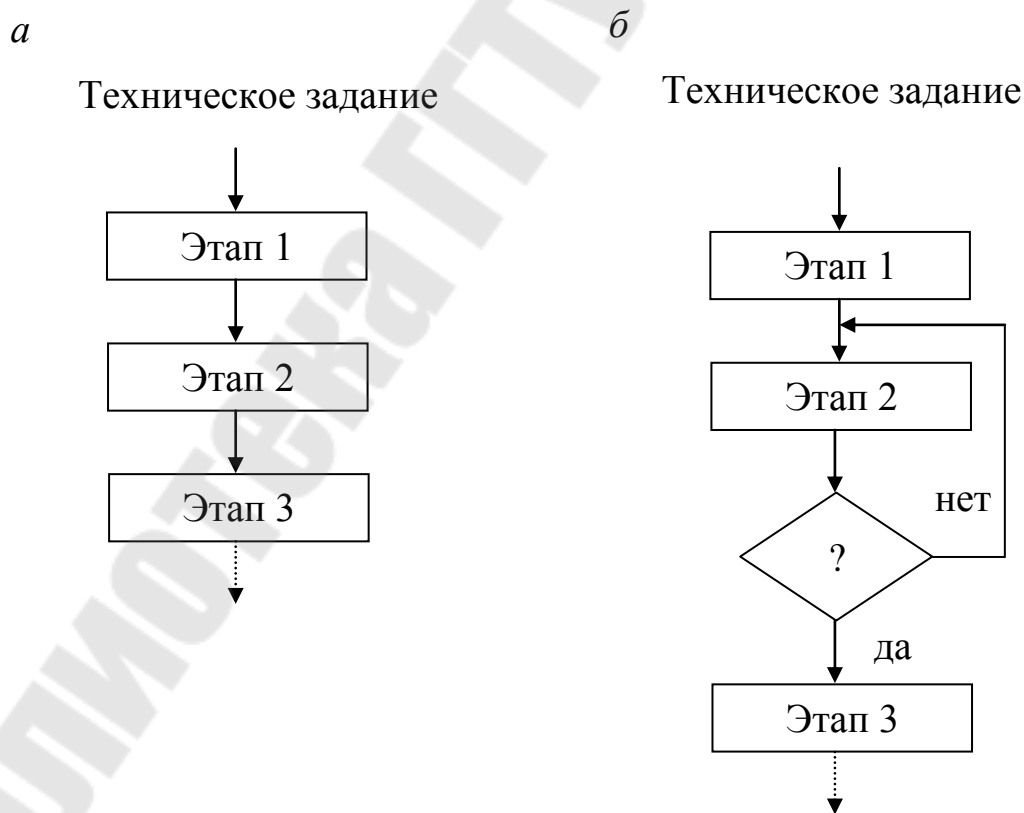 а
Техническое задание
Этап 1
Этап 2
Этап 3
б
Техническое задание
Этап 1
Этап 2
?
нет
да
Этап 3